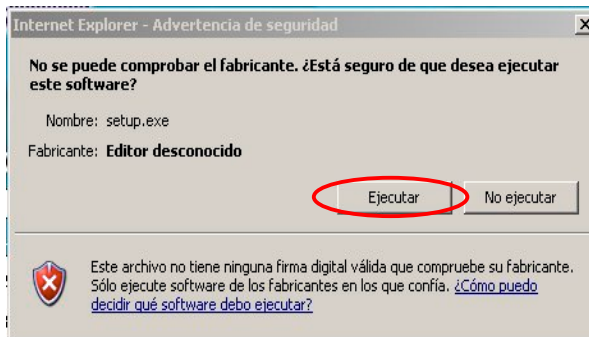 Internet Explorer - Advertencia de seguridad
No se puede comprobar el fabricante. ¿Está seguro de que desea ejecutar
este software?
Nombre: setup.exe
Fabricante: Editor desconocido
Ejecutar No ejecutar
Este archivo no tiene ninguna firma digital válida que compruebe su fabricante.
Sólo ejecute software de los fabricantes en los que confía. ¿Cómo puedo
decidir qué software debo ejecutar?